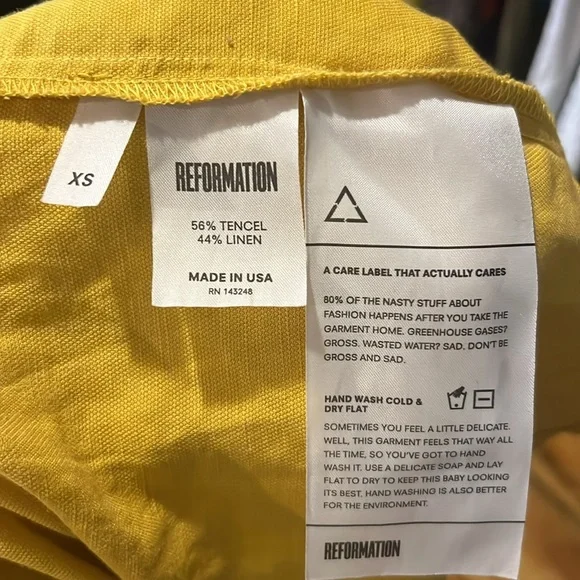 XS
REFORMATION
56% TENCEL
44% LINEN
MADE IN USA
RN 143248
A CARE LABEL THAT ACTUALLY CARES
80% OF THE NASTY STUFF ABOUT
FASHION HAPPENS AFTER YOU TAKE THE
GARMENT HOME. GREENHOUSE GASES?
GROSS. WASTED WATER? SAD. DON'T BE
GROSS AND SAD.
HAND WASH COLD &
DRY FLAT
SOMETIMES YOU FEEL A LITTLE DELICATE.
WELL, THIS GARMENT FEELS THAT WAY ALL
THE TIME, SO YOU'VE GOT TO HAND
WASH IT. USE A DELICATE SOAP AND LAY
FLAT TO DRY TO KEEP THIS BABY LOOKING
ITS BEST. HAND WASHING IS ALSO BETTER
FOR THE ENVIRONMENT.
REFORMATION